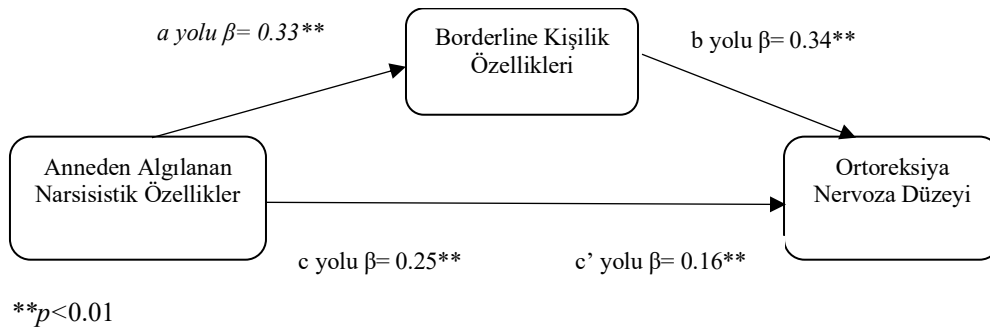 a yolu β= 0.33**
Borderline Kişilik
Özellikleri
b yolu β= 0.34**
Anneden Algılanan
Narsisistik Özellikler
Ortoreksiya
Nervoza Düzeyi
c yolu β= 0.25**
c’ yolu β= 0.16**
**p<0.01